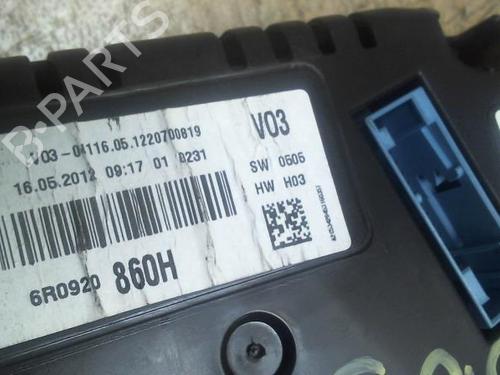 B-PARTS
V03-04116.05.1220700819
V03
16.05.2012 09:17 01 0231
SW 0505
HW H03
6R0920 860H